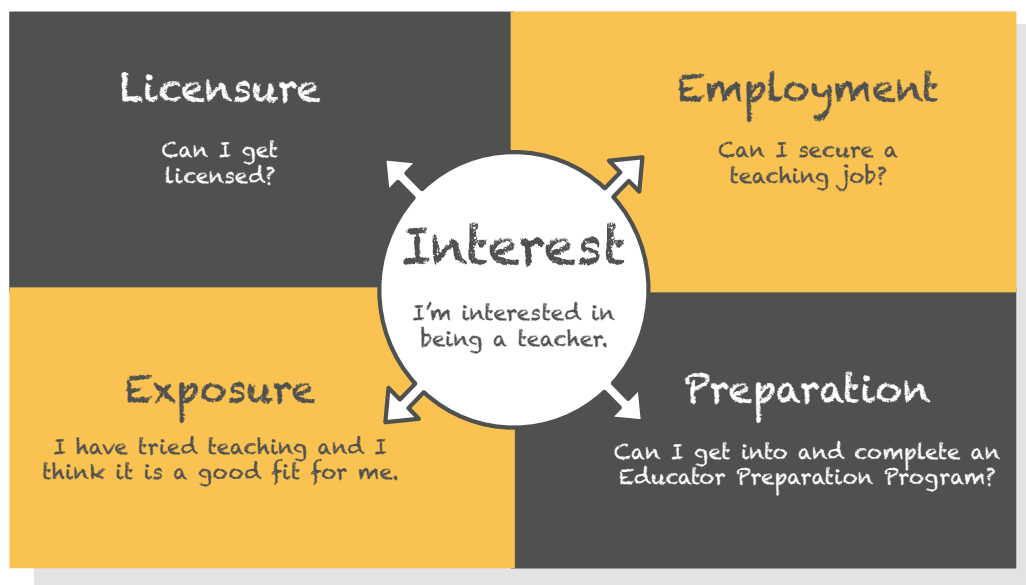 Licensure
Can I get
licensed?
Employment
Can I secure a
teaching job?
Interest
I'm interested in
being a teacher.
Exposure
I have tried teaching and I
think it is a good fit for me.
Preparation
Can I get into and complete an
Educator Preparation Program?